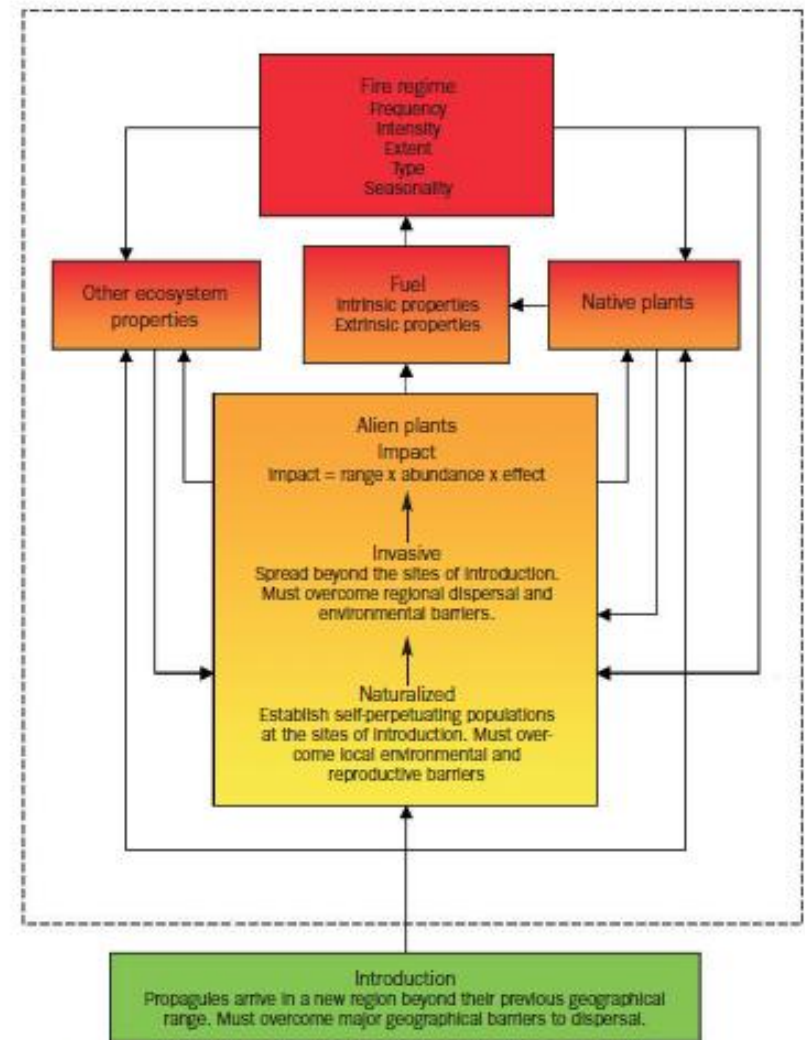 Fire regime
Frequency
Intensity
Extent
Type
Seasonality
Other ecosystem
properties
Fuel
Intrinsic properties
Extrinsic properties
Native plants
Alien plants
Impact
Impact = range x abundance x effect
Invasive
Spread beyond the sites of introduction.
Must overcome regional dispersal and
environmental barriers.
Naturalized
Establish self-perpetuating populations
at the sites of introduction. Must over-
come local environmental and
reproductive barriers
Introduction
Propagules arrive in a new region beyond their previous geographical
range. Must overcome major geographical barriers to dispersal.